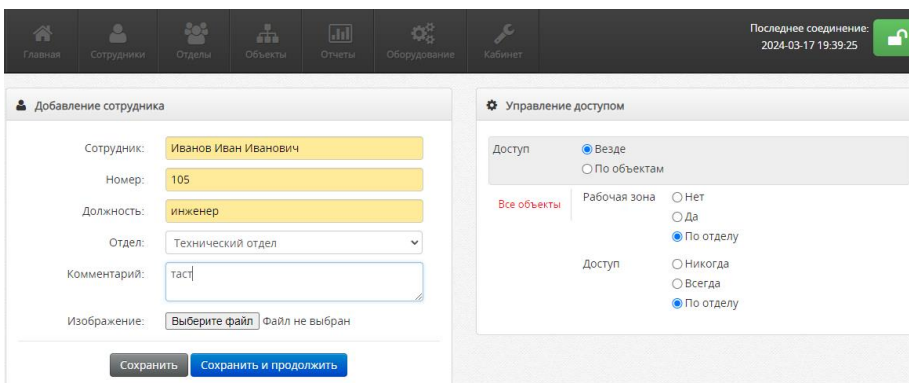 Последнее соединение:
2024-03-17 19:39:25
Главная Сотрудники Отделы Объекты Отчеты Оборудование Кабинет
Добавление сотрудника
Сотрудник: Иванов Иван Иванович
Номер: 105
Должность: инженер
Отдел: Технический отдел
Комментарий: таст
Изображение: Выберите файл Файл не выбран
Сохранить Сохранить и продолжить
Управление доступом
Доступ Везде
По объектам
Все объекты Рабочая зона Нет
Да
По отделу
Доступ Никогда
Всегда
По отделу